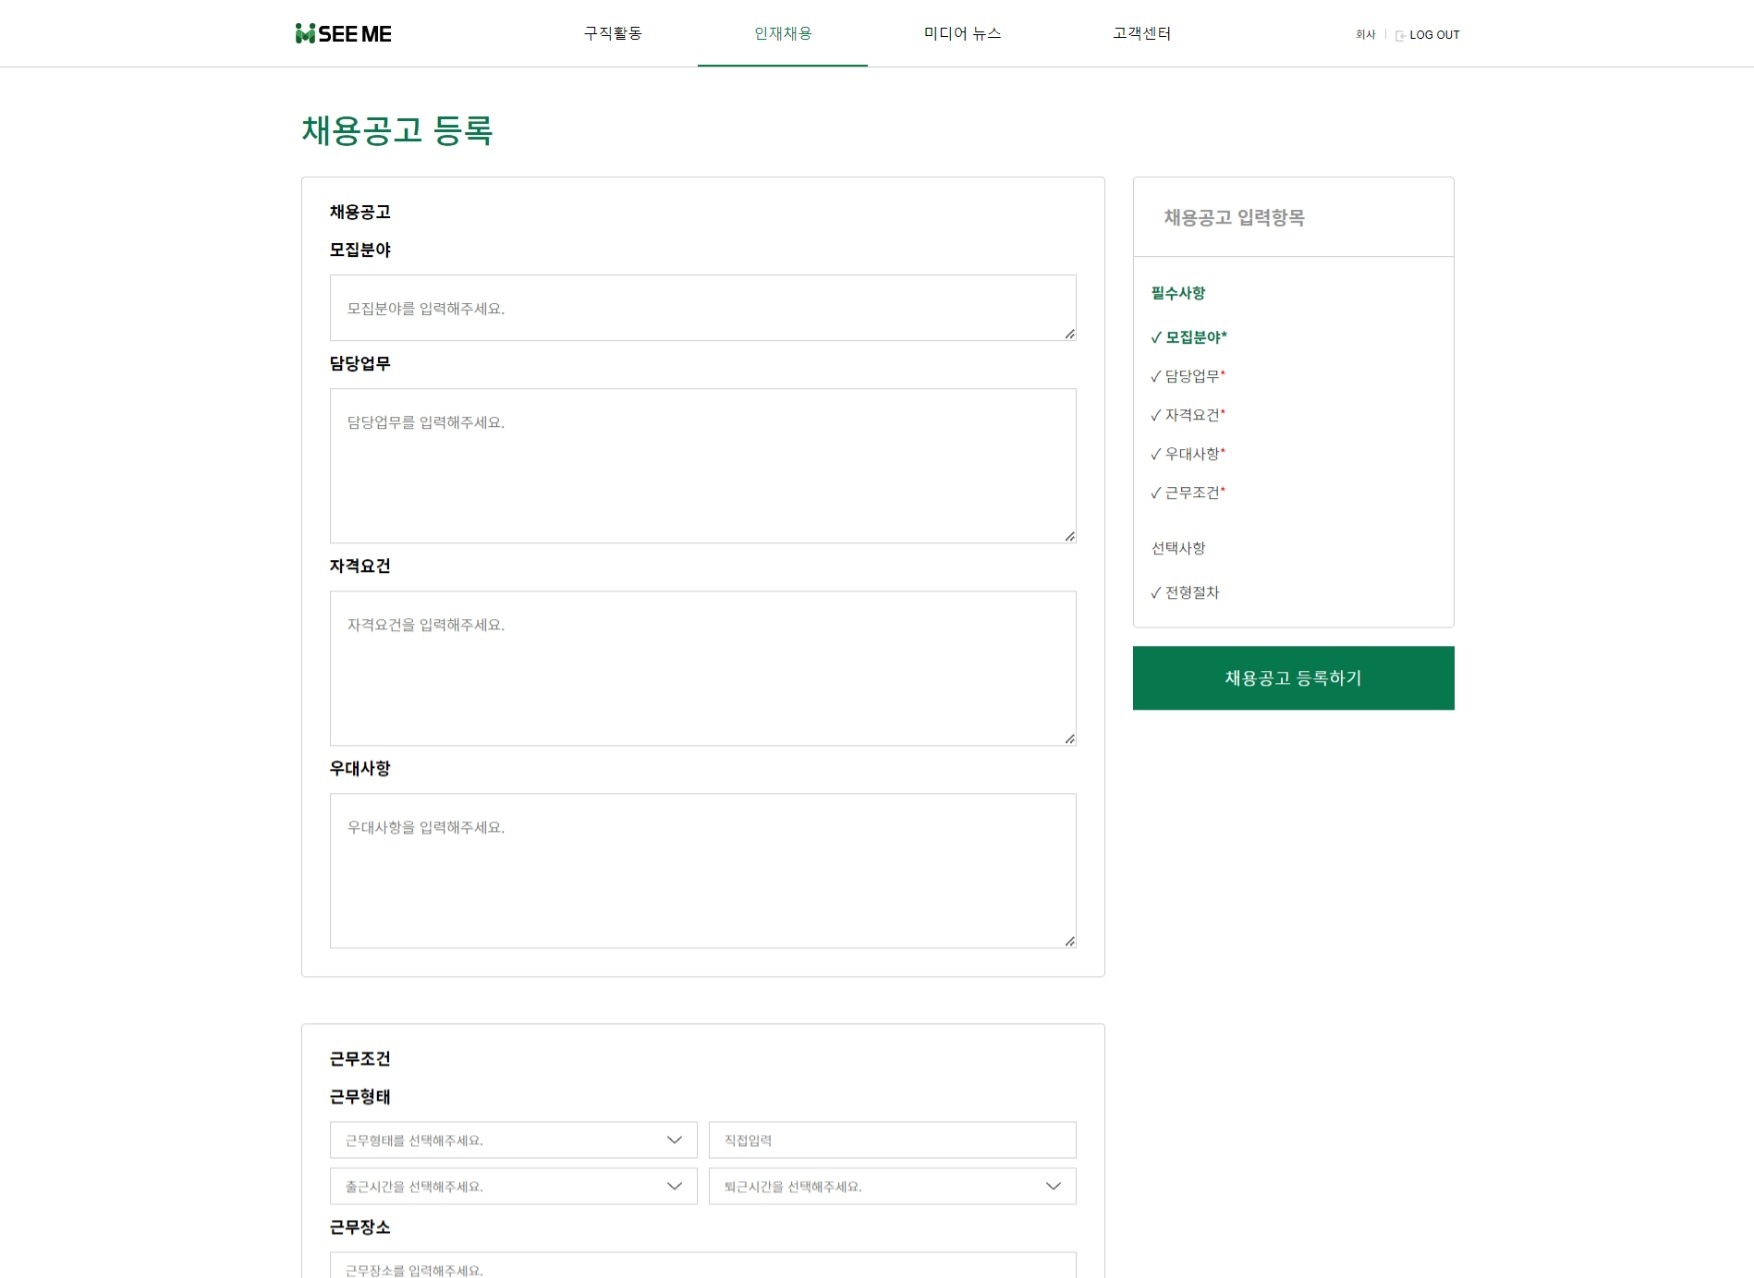 SEE ME
구직활동 인재채용 미디어 뉴스 고객센터 회사 LOG OUT
채용공고 등록
채용공고
모집분야
모집분야를 입력해주세요.
담당업무
담당업무를 입력해주세요.
자격요건
자격요건을 입력해주세요.
우대사항
우대사항을 입력해주세요.
채용공고 입력항목
필수사항
✓ 모집분야*
✓ 담당업무*
✓ 자격요건*
✓ 우대사항*
✓ 근무조건*
선택사항
✓ 전형절차
채용공고 등록하기
근무조건
근무형태
근무형태를 선택해주세요. 직접입력
출근시간을 선택해주세요. 퇴근시간을 선택해주세요.
근무장소
근무장소를 입력해주세요.